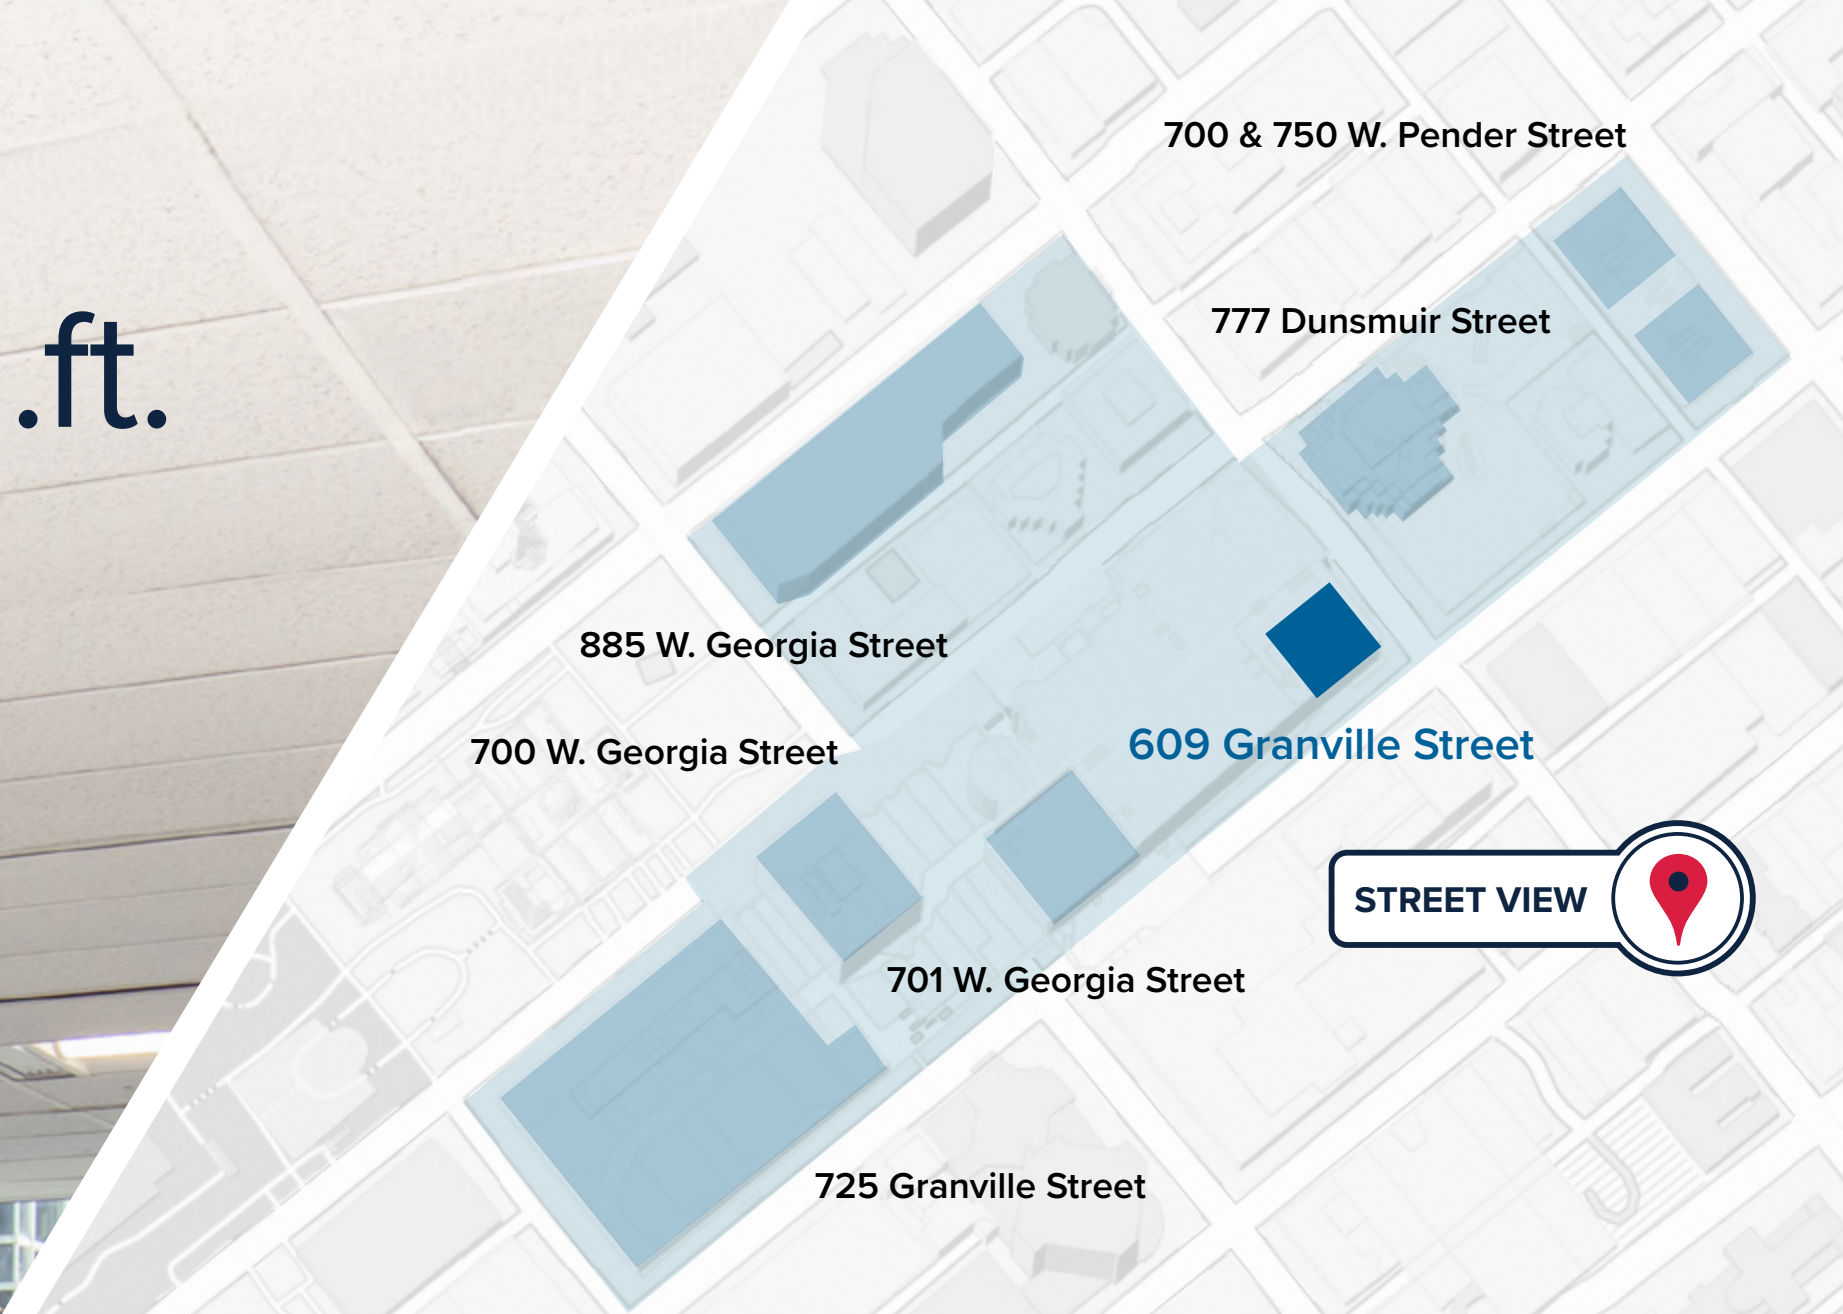 .ft.
700 & 750 W. Pender Street
777 Dunsmuir Street
885 W. Georgia Street
700 W. Georgia Street
609 Granville Street
STREET VIEW
701 W. Georgia Street
725 Granville Street